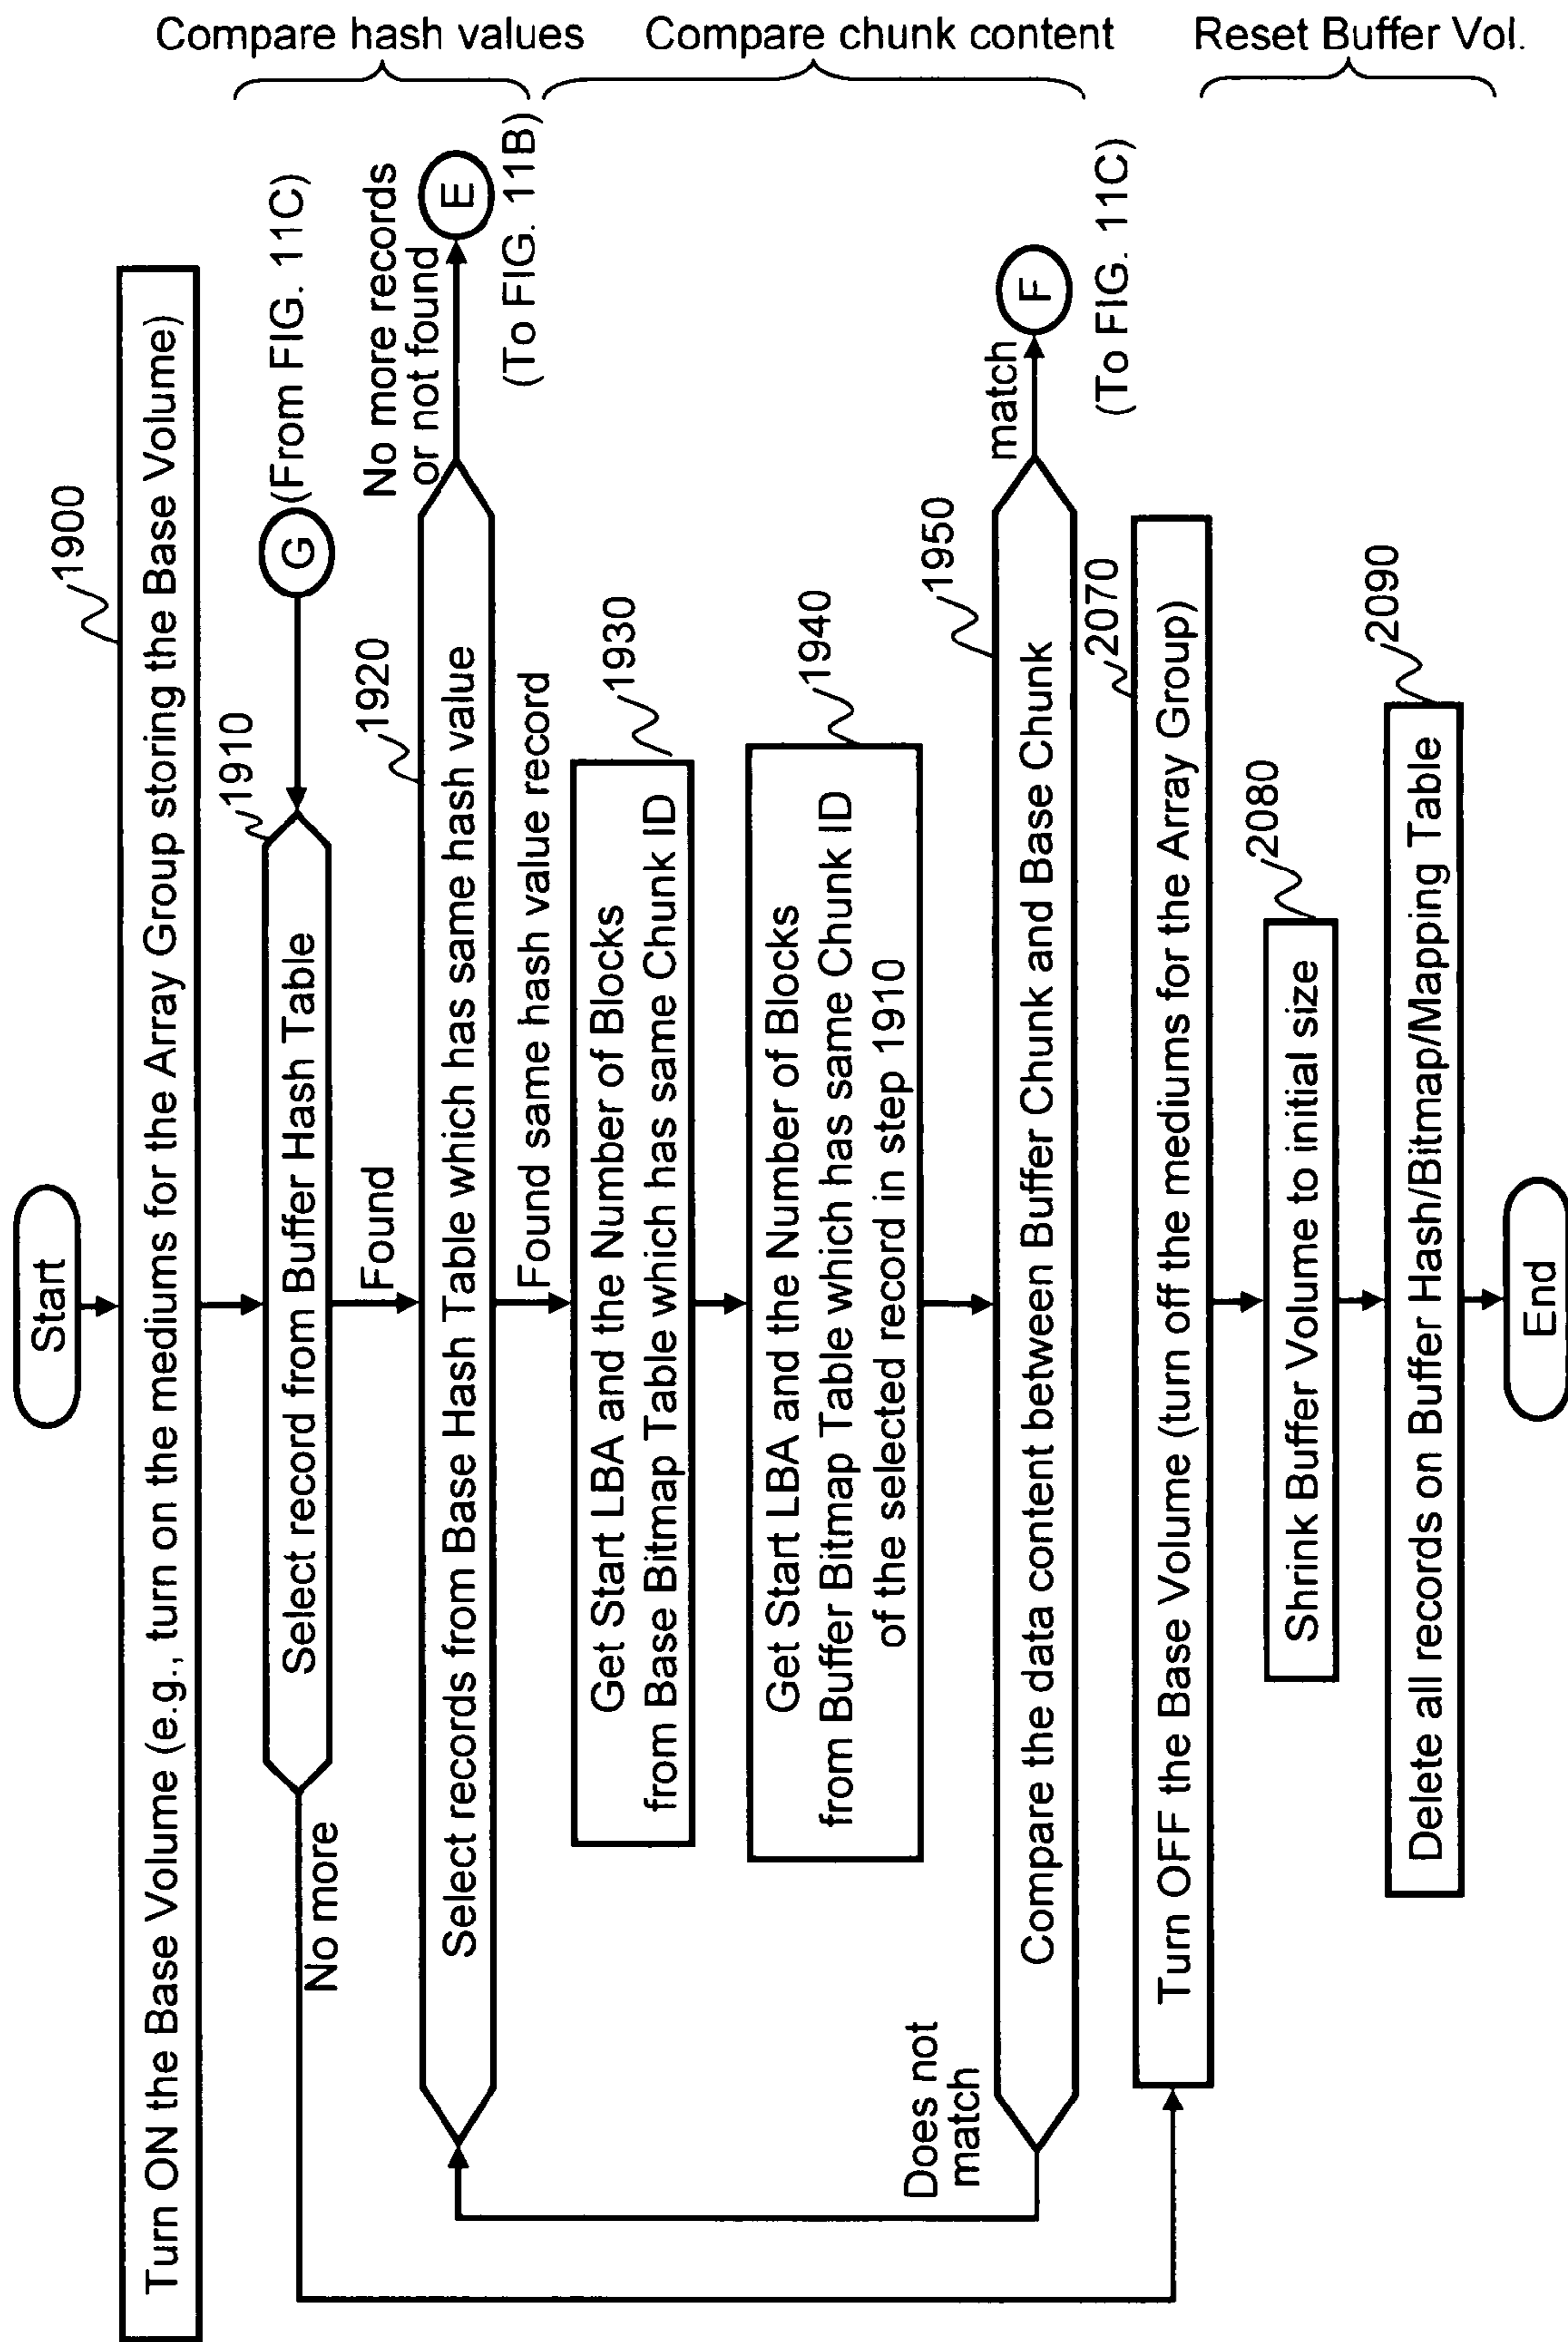 Start
1900
Turn ON the Base Volume (e.g., turn on the mediums for the Array Group storing the Base Volume)
Compare hash values
1910
G
(From FIG. 11C)
Select record from Buffer Hash Table
No more
Found
1920
No more records
or not found
E
(To FIG. 11B)
Select records from Base Hash Table which has same hash value
Found same hash value record
Compare chunk content
1930
Get Start LBA and the Number of Blocks
from Base Bitmap Table which has same Chunk ID
1940
Get Start LBA and the Number of Blocks
from Buffer Bitmap Table which has same Chunk ID
of the selected record in step 1910
Does not
match
1950
match
F
(To FIG. 11C)
Compare the data content between Buffer Chunk and Base Chunk
2070
Turn OFF the Base Volume (turn off the mediums for the Array Group)
Reset Buffer Vol.
2080
Shrink Buffer Volume to initial size
2090
Delete all records on Buffer Hash/Bitmap/Mapping Table
End